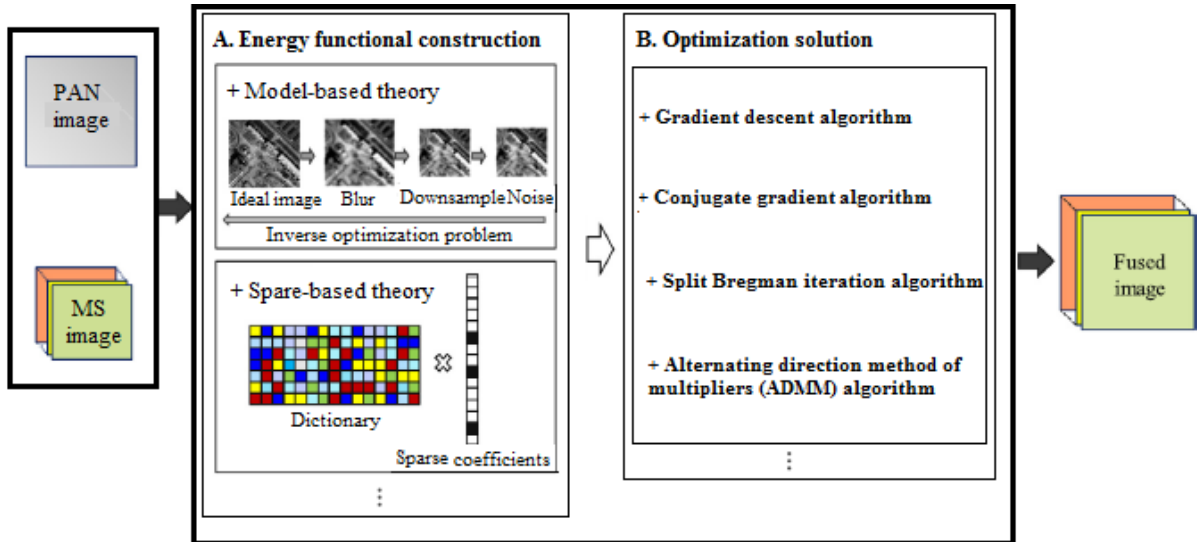 PAN
image
MS
image
A. Energy functional construction
+ Model-based theory
Ideal image
Blur
Downsample
Noise
Inverse optimization problem
+ Spare-based theory
Dictionary
Sparse coefficients
⋮
B. Optimization solution
+ Gradient descent algorithm
+ Conjugate gradient algorithm
+ Split Bregman iteration algorithm
+ Alternating direction method of
multipliers (ADMM) algorithm
⋮
Fused
image